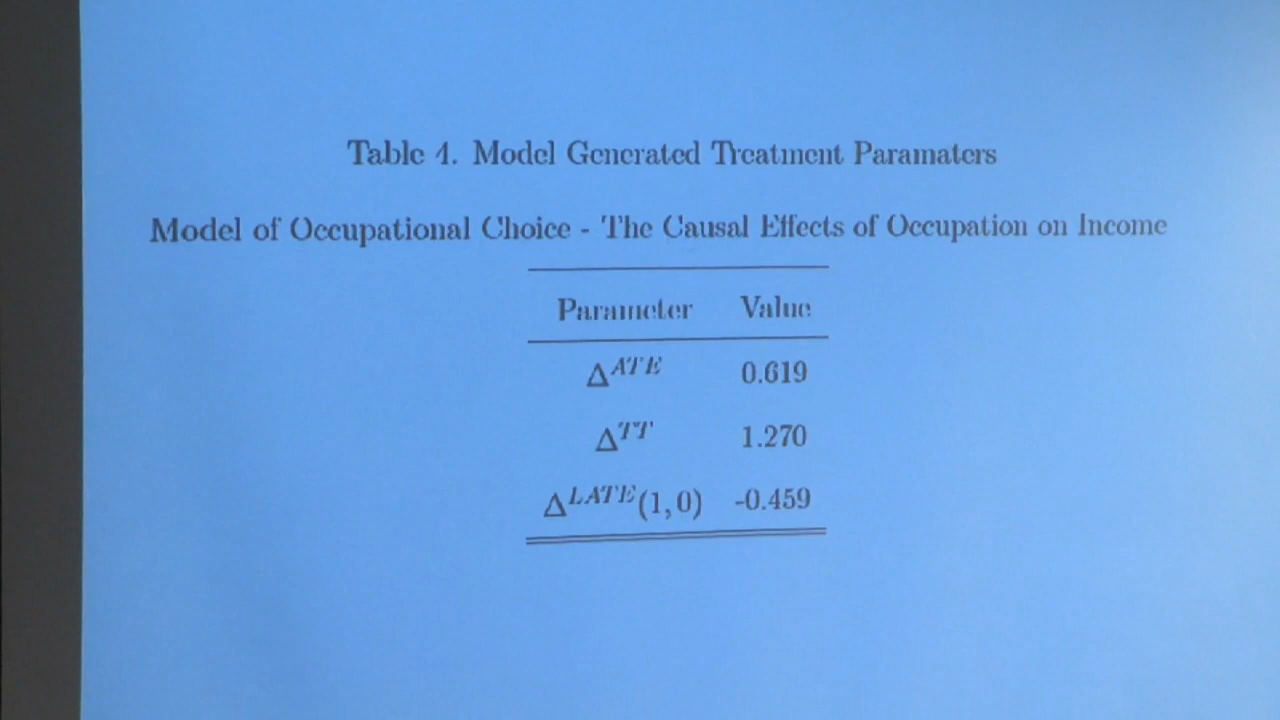 Table 4. Model Generated Treatment Paramaters
Model of Occupational Choice - The Causal Effects of Occupation on Income
Parameter Value
Δ^ATE 0.619
Δ^TT 1.270
Δ^LATE(1,0) -0.459